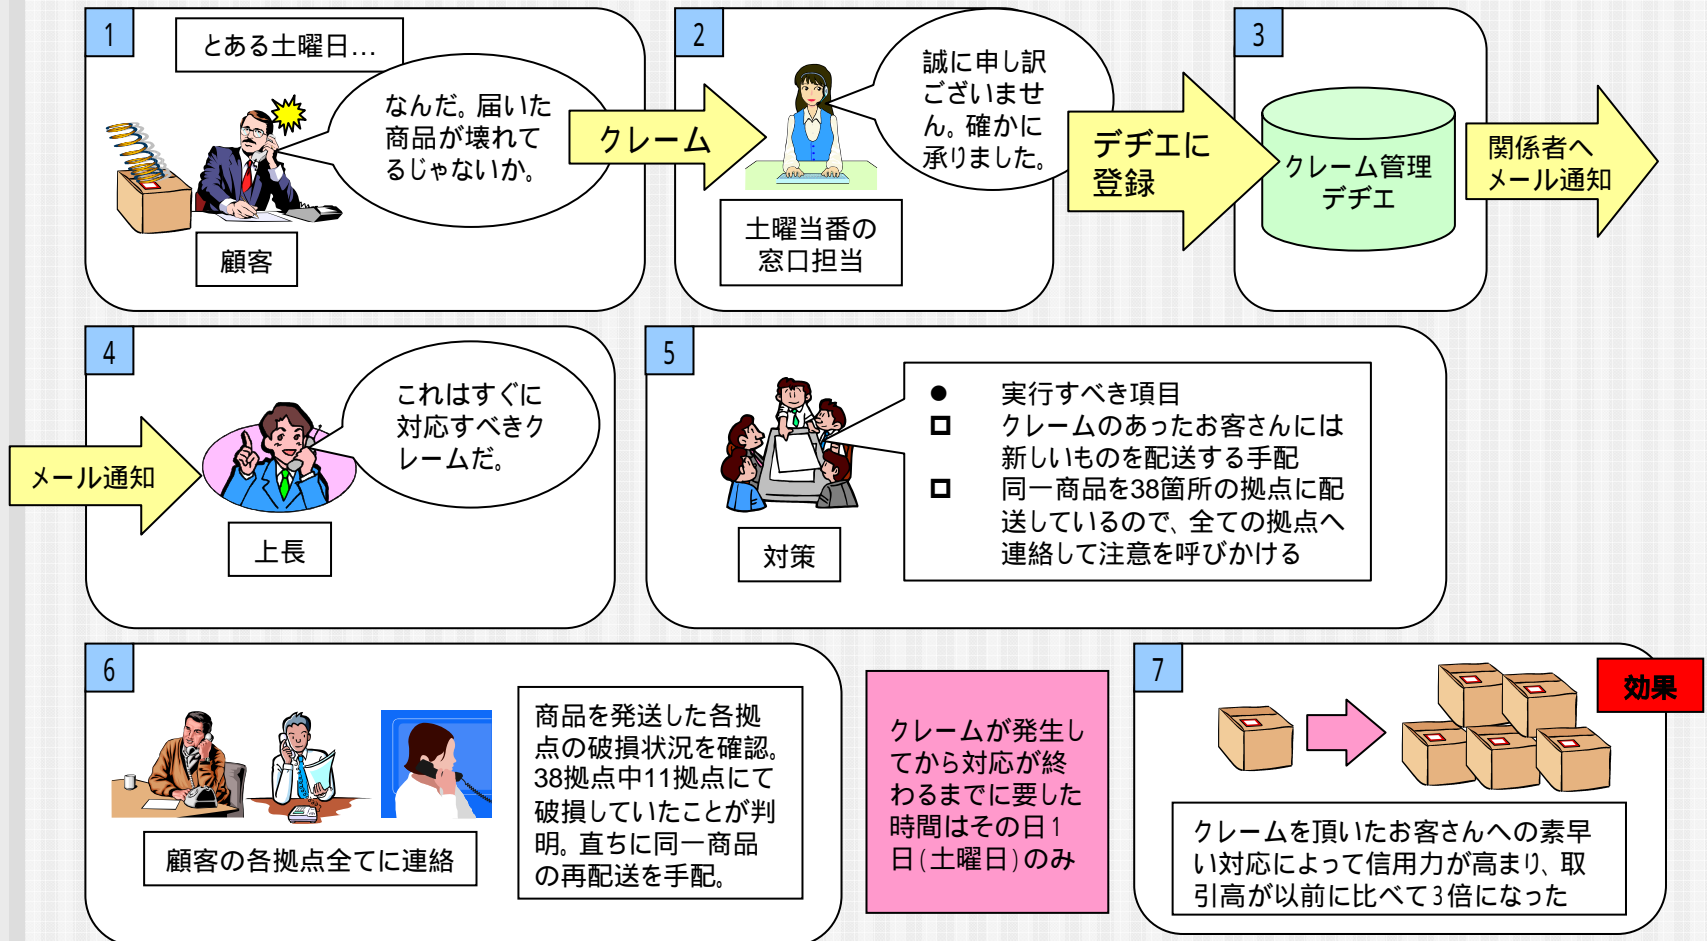 1
とある土曜日…
なんだ。届いた
商品が壊れて
るじゃないか。
顧客
クレーム
2
誠に申し訳
ございませ
ん。確かに
承りました。
土曜当番の
窓口担当
デヂエに
登録
3
クレーム管理
デヂエ
関係者へ
メール通知
メール通知
4
これはすぐに
対応すべきク
レームだ。
上長
5
対策
● 実行すべき項目
□ クレームのあったお客さんには
新しいものを配送する手配
□ 同一商品を38箇所の拠点に配
送しているので、全ての拠点へ
連絡して注意を呼びかける
6
顧客の各拠点全てに連絡
商品を発送した各拠
点の破損状況を確認。
38拠点中11拠点にて
破損していたことが判
明。直ちに同一商品
の再配送を手配。
クレームが発生し
てから対応が終
わるまでに要した
時間はその日1
日(土曜日)のみ
7
効果
クレームを頂いたお客さんへの素早
い対応によって信用力が高まり、取
引高が以前に比べて3倍になった